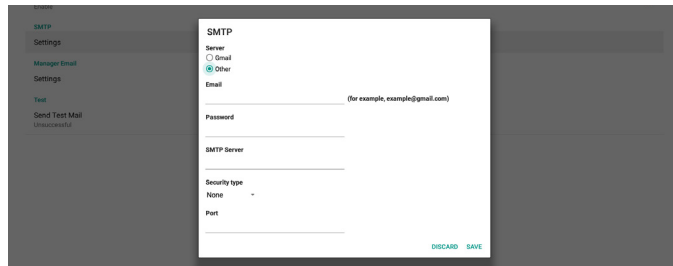 Enable
SMTP
Settings
Manager Email
Settings
Test
Send Test Mail
Unsuccessful
SMTP
Server
Gmail
Other
Email
(for example, example@gmail.com)
Password
SMTP Server
Security type
None
Port
DISCARD SAVE